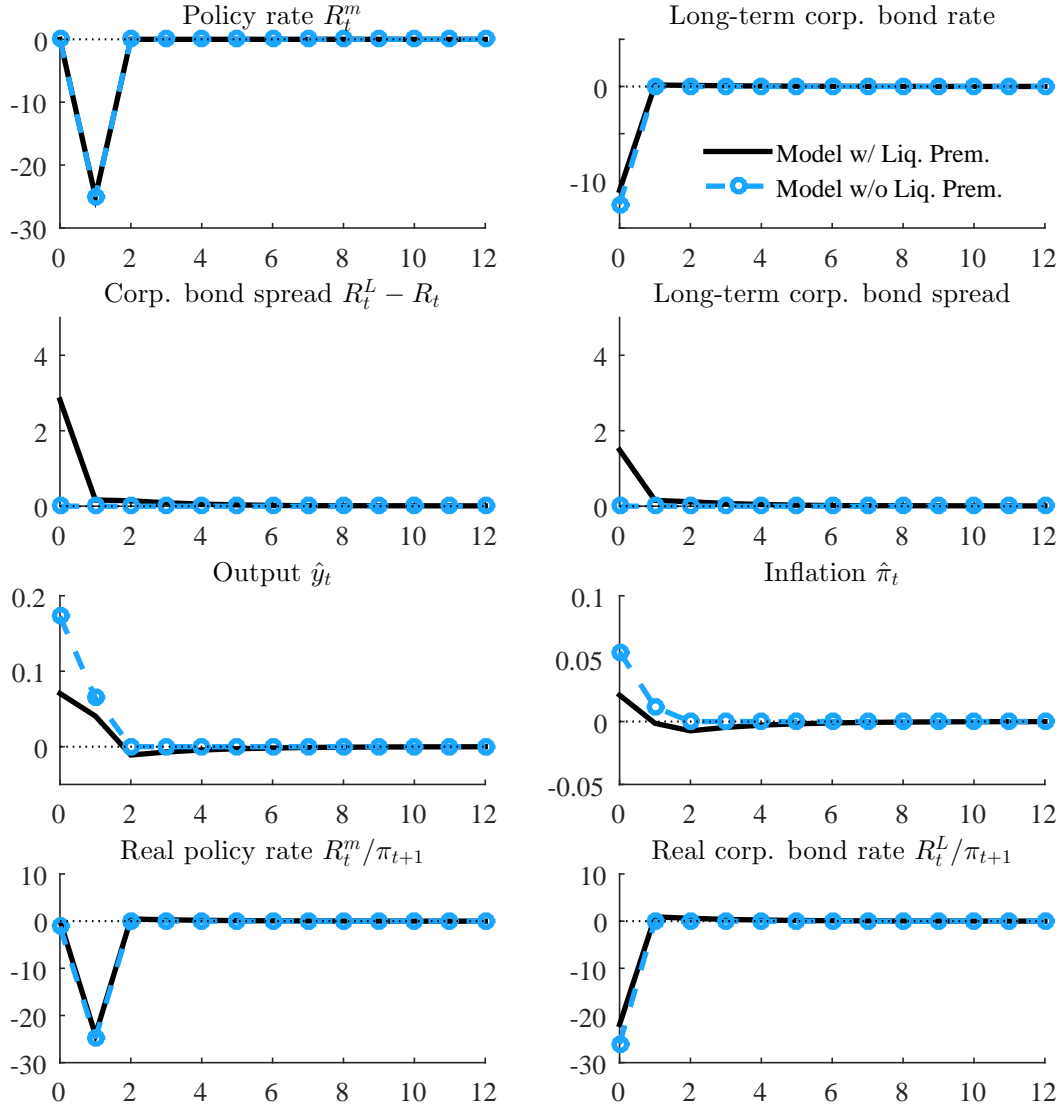 Policy rate $R_t^m$
0
-10
-20
-30
0 2 4 6 8 10 12
Long-term corp. bond rate
0
-10
Model w/ Liq. Prem.
Model w/o Liq. Prem.
0 2 4 6 8 10 12
Corp. bond spread $R_t^L - R_t$
4
2
0
0 2 4 6 8 10 12
Long-term corp. bond spread
4
2
0
0 2 4 6 8 10 12
Output $\hat{y}_t$
0.2
0.1
0
0 2 4 6 8 10 12
Inflation $\hat{\pi}_t$
0.1
0.05
0
-0.05
0 2 4 6 8 10 12
Real policy rate $R_t^m/\pi_{t+1}$
10
0
-10
-20
-30
0 2 4 6 8 10 12
Real corp. bond rate $R_t^L/\pi_{t+1}$
10
0
-10
-20
-30
0 2 4 6 8 10 12